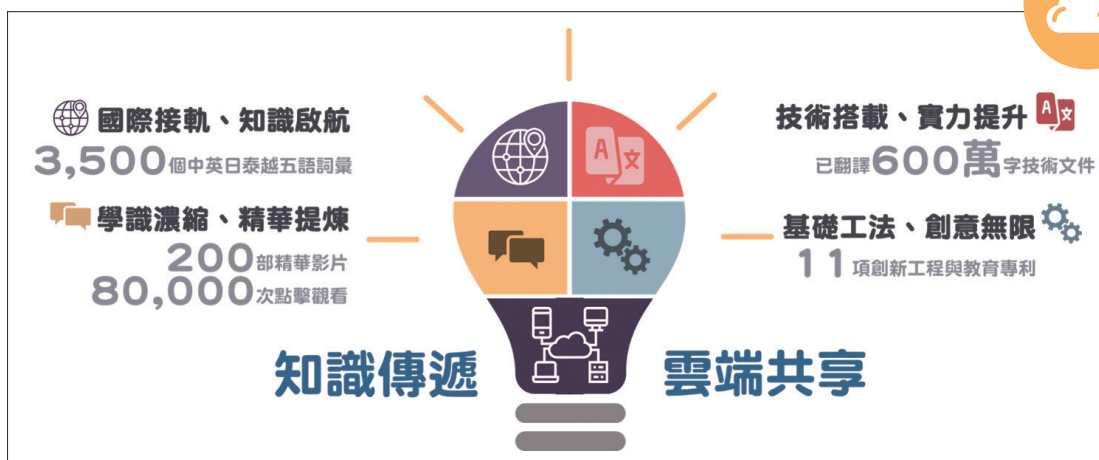 國際接軌、知識啟航
3,500個中英日泰越五語詞彙
學識濃縮、精華提煉
200部精華影片
80,000次點擊觀看
技術搭載、實力提升
A文
已翻譯600萬字技術文件
基礎工法、創意無限
11項創新工程與教育專利
A文
知識傳遞 雲端共享